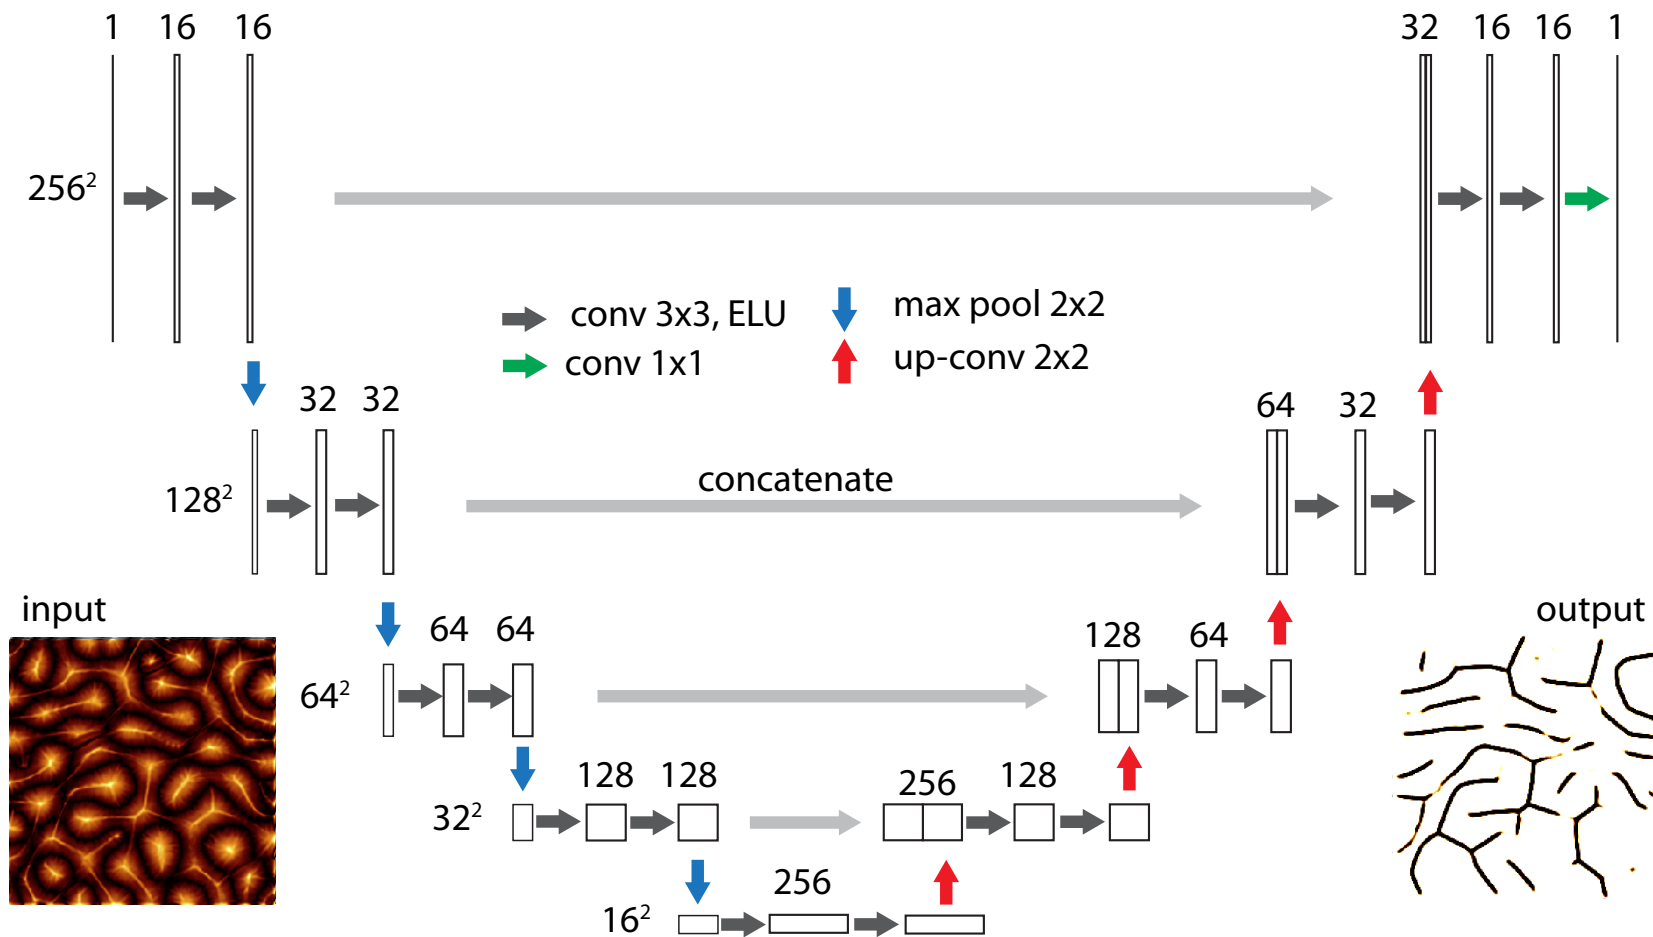 1 16 16 32 16 16 1
256²
conv 3x3, ELU max pool 2x2
conv 1x1 up-conv 2x2
32 32 64 32
128² concatenate
input output
64 64 128 64
64²
128 128 256 128
32²
256
16²